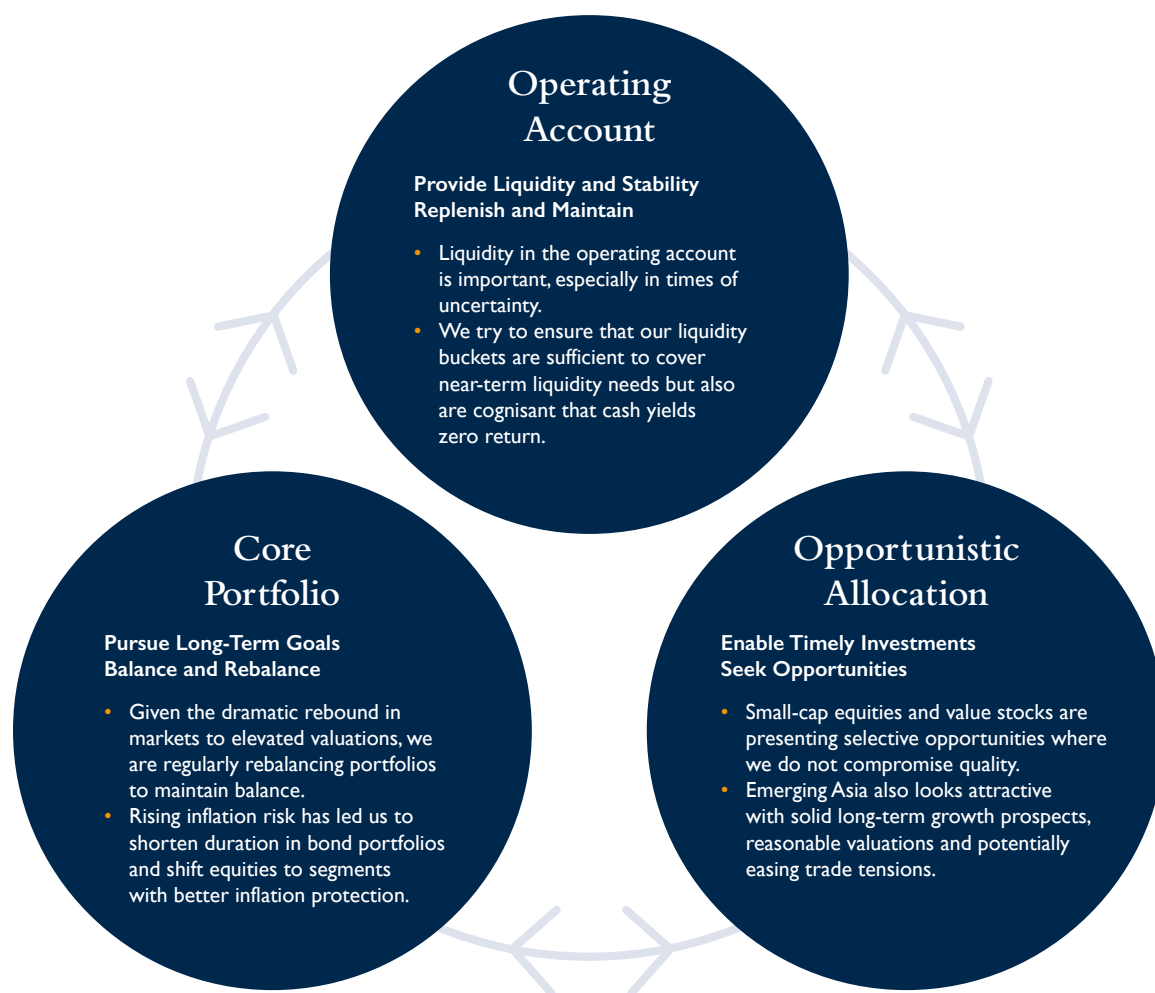 Operating
Account
Provide Liquidity and Stability
Replenish and Maintain
• Liquidity in the operating account
is important, especially in times of
uncertainty.
• We try to ensure that our liquidity
buckets are sufficient to cover
near-term liquidity needs but also
are cognisant that cash yields
zero return.
Core
Portfolio
Pursue Long-Term Goals
Balance and Rebalance
• Given the dramatic rebound in
markets to elevated valuations, we
are regularly rebalancing portfolios
to maintain balance.
• Rising inflation risk has led us to
shorten duration in bond portfolios
and shift equities to segments
with better inflation protection.
Opportunistic
Allocation
Enable Timely Investments
Seek Opportunities
• Small-cap equities and value stocks are
presenting selective opportunities where
we do not compromise quality.
• Emerging Asia also looks attractive
with solid long-term growth prospects,
reasonable valuations and potentially
easing trade tensions.